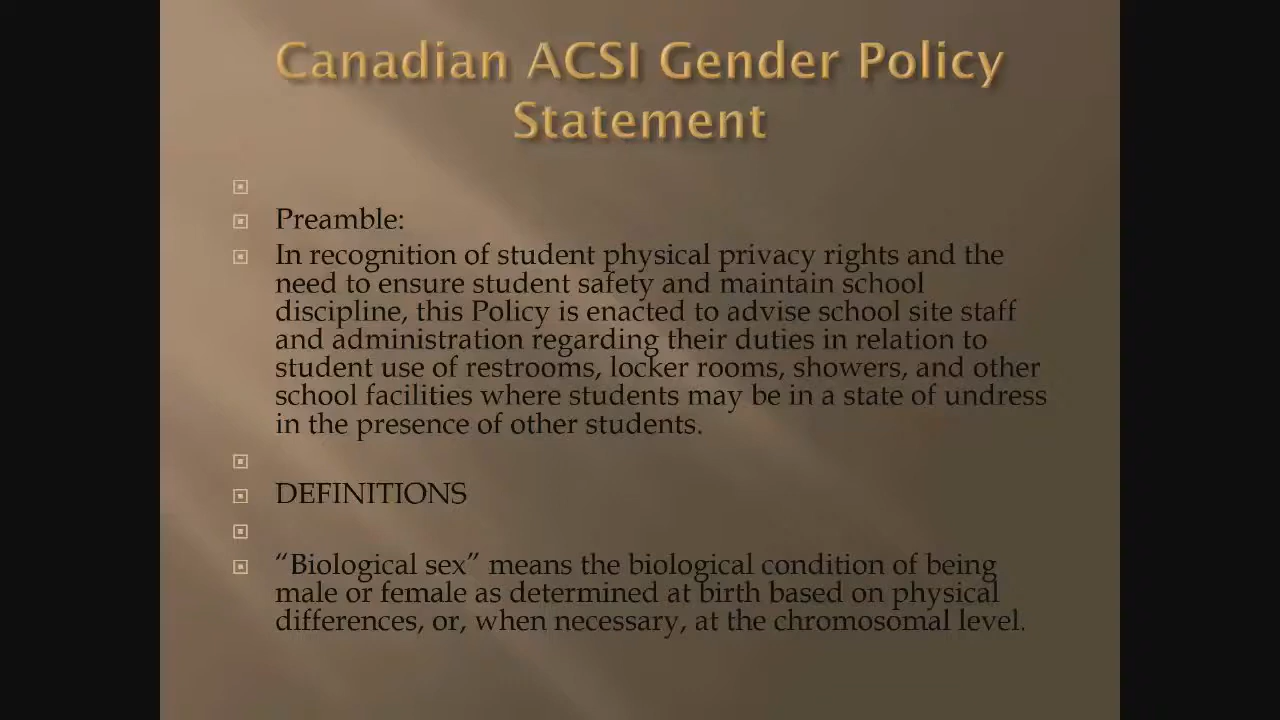 Canadian ACSI Gender Policy
Statement
Preamble:
In recognition of student physical privacy rights and the
need to ensure student safety and maintain school
discipline, this Policy is enacted to advise school site staff
and administration regarding their duties in relation to
student use of restrooms, locker rooms, showers, and other
school facilities where students may be in a state of undress
in the presence of other students.
DEFINITIONS
“Biological sex” means the biological condition of being
male or female as determined at birth based on physical
differences, or, when necessary, at the chromosomal level.